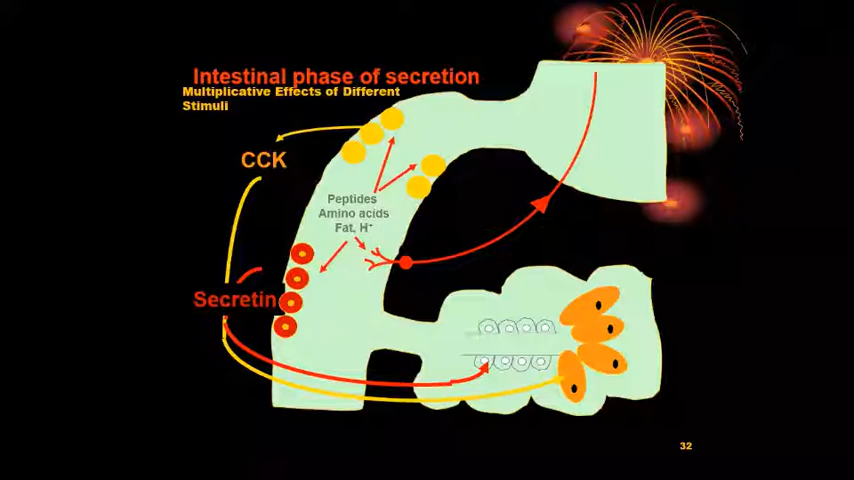 Intestinal phase of secretion
Multiplicative Effects of Different
Stimuli
CCK
Peptides
Amino acids
Fat, H⁺
Secretin
32